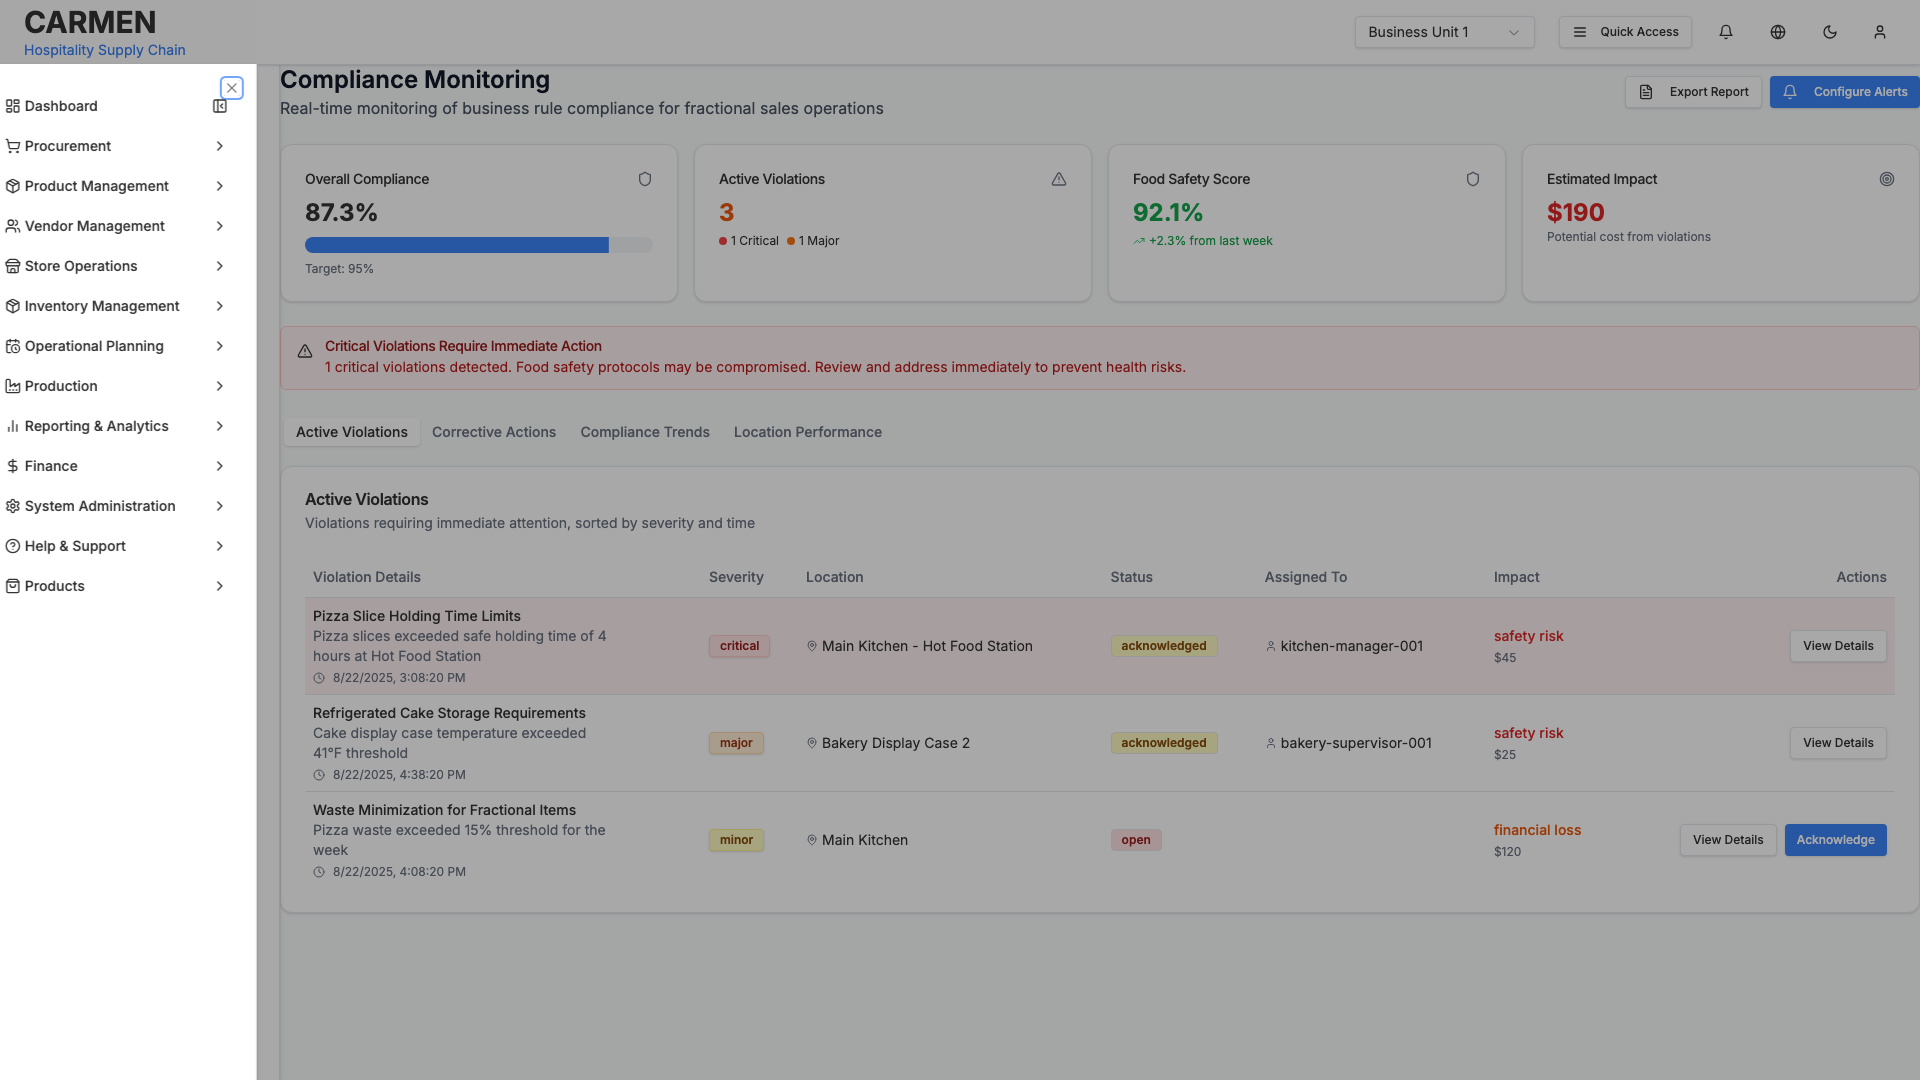 CARMEN
Hospitality Supply Chain
Business Unit 1
Quick Access
Dashboard
Procurement
Product Management
Vendor Management
Store Operations
Inventory Management
Operational Planning
Production
Reporting & Analytics
Finance
System Administration
Help & Support
Products
Compliance Monitoring
Real-time monitoring of business rule compliance for fractional sales operations
Export Report
Configure Alerts
Overall Compliance
87.3%
Target: 95%
Active Violations
3
1 Critical 1 Major
Food Safety Score
92.1%
+2.3% from last week
Estimated Impact
$190
Potential cost from violations
Critical Violations Require Immediate Action
1 critical violations detected. Food safety protocols may be compromised. Review and address immediately to prevent health risks.
Active Violations Corrective Actions Compliance Trends Location Performance
Active Violations
Violations requiring immediate attention, sorted by severity and time
Violation Details Severity Location Status Assigned To Impact Actions
Pizza Slice Holding Time Limits
Pizza slices exceeded safe holding time of 4
hours at Hot Food Station
8/22/2025, 3:08:20 PM
critical
Main Kitchen - Hot Food Station
acknowledged
kitchen-manager-001
safety risk
$45
View Details
Refrigerated Cake Storage Requirements
Cake display case temperature exceeded
41°F threshold
8/22/2025, 4:38:20 PM
major
Bakery Display Case 2
acknowledged
bakery-supervisor-001
safety risk
$25
View Details
Waste Minimization for Fractional Items
Pizza waste exceeded 15% threshold for the
week
8/22/2025, 4:08:20 PM
minor
Main Kitchen
open
financial loss
$120
View Details
Acknowledge